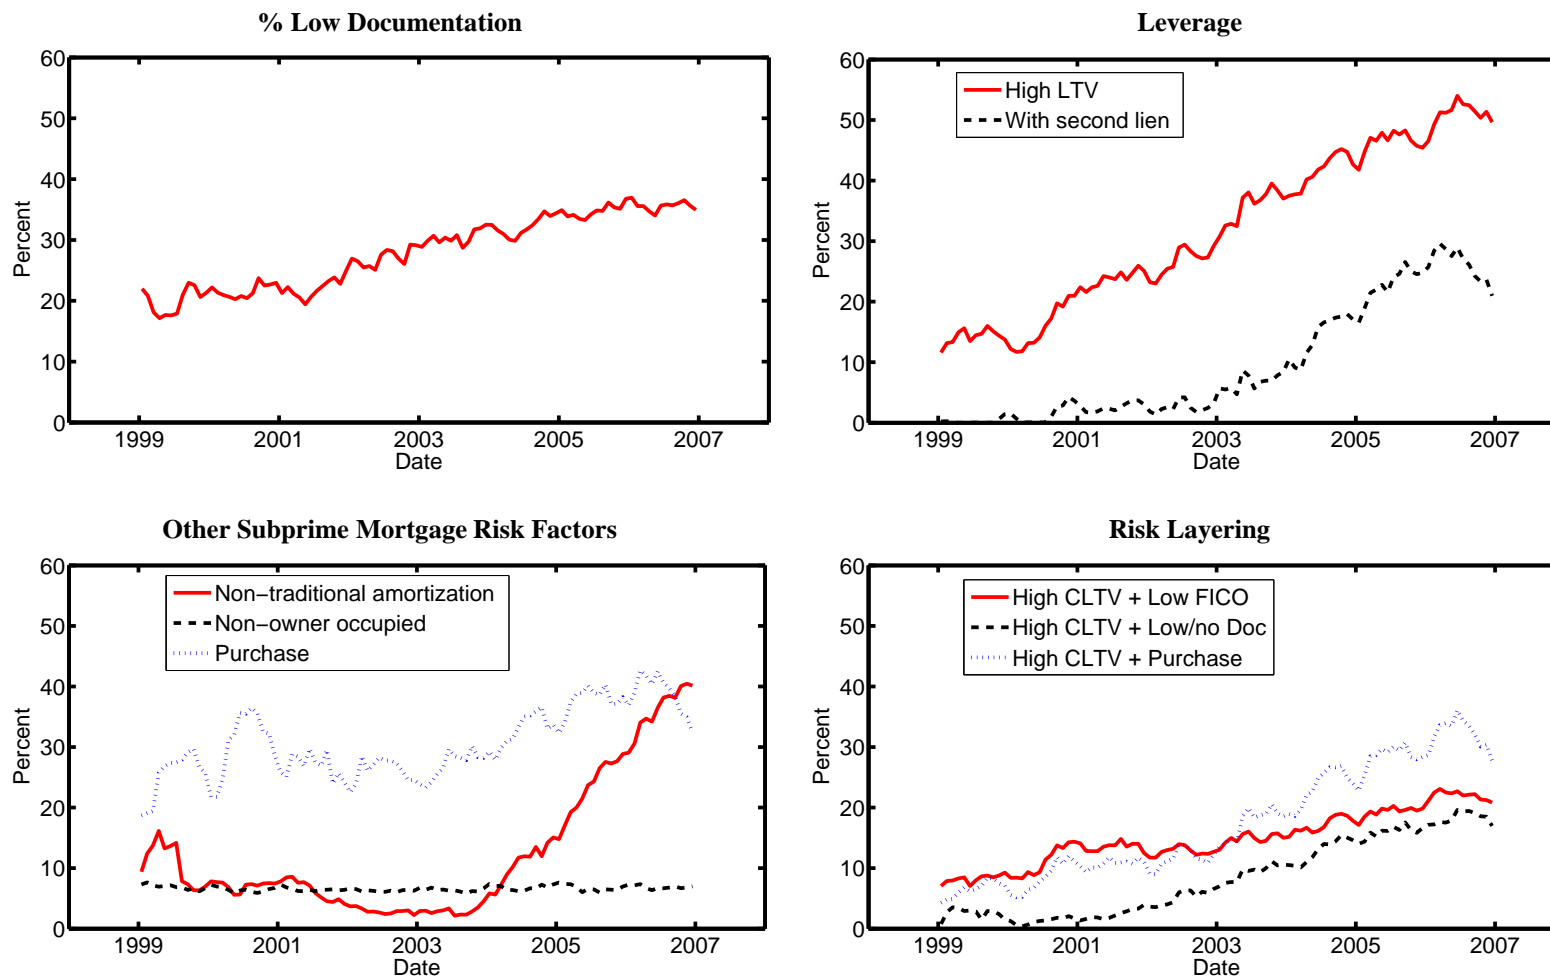 % Low Documentation
60
50
40
30
20
10
0
Percent
1999 2001 2003 2005 2007
Date
Leverage
60
50
40
30
20
10
0
Percent
High LTV
With second lien
1999 2001 2003 2005 2007
Date
Other Subprime Mortgage Risk Factors
60
50
40
30
20
10
0
Percent
Non−traditional amortization
Non−owner occupied
Purchase
1999 2001 2003 2005 2007
Date
Risk Layering
60
50
40
30
20
10
0
Percent
High CLTV + Low FICO
High CLTV + Low/no Doc
High CLTV + Purchase
1999 2001 2003 2005 2007
Date